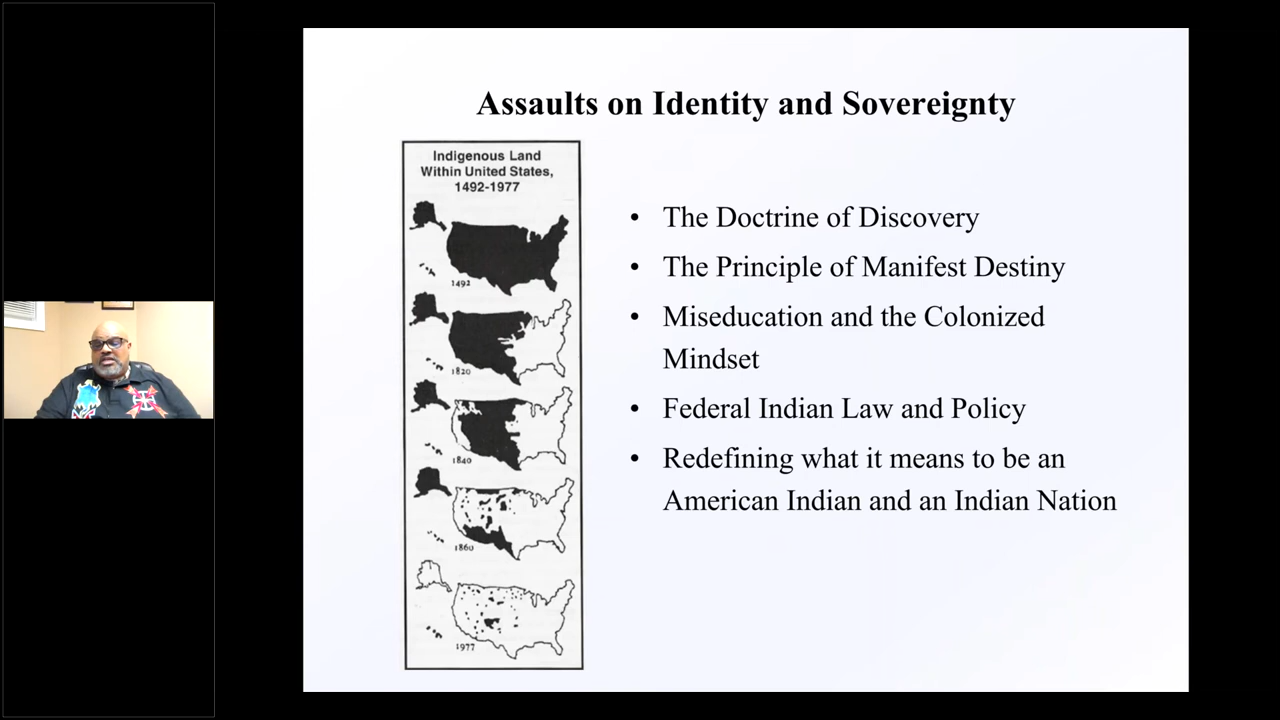 Assaults on Identity and Sovereignty
Indigenous Land
Within United States,
1492-1977
1492
1820
1840
1860
1977
• The Doctrine of Discovery
• The Principle of Manifest Destiny
• Miseducation and the Colonized
Mindset
• Federal Indian Law and Policy
• Redefining what it means to be an
American Indian and an Indian Nation